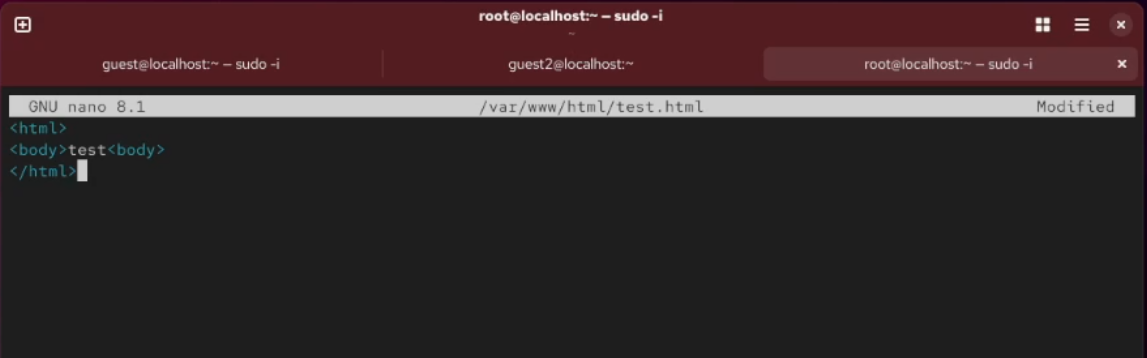 root@localhost:~ — sudo -i
~
guest@localhost:~ — sudo -i guest2@localhost:~ root@localhost:~ — sudo -i
GNU nano 8.1 /var/www/html/test.html Modified
<html>
<body>test<body>
</html>